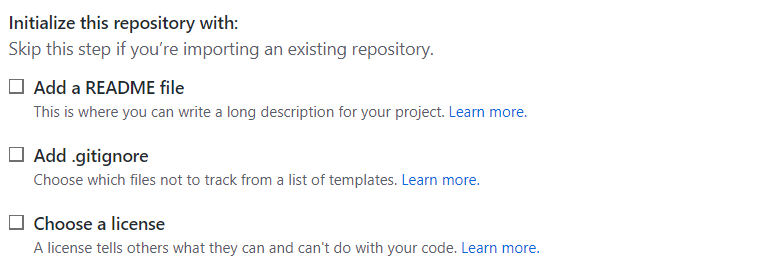 Initialize this repository with:
Skip this step if you’re importing an existing repository.
Add a README file
This is where you can write a long description for your project. Learn more.
Add .gitignore
Choose which files not to track from a list of templates. Learn more.
Choose a license
A license tells others what they can and can't do with your code. Learn more.